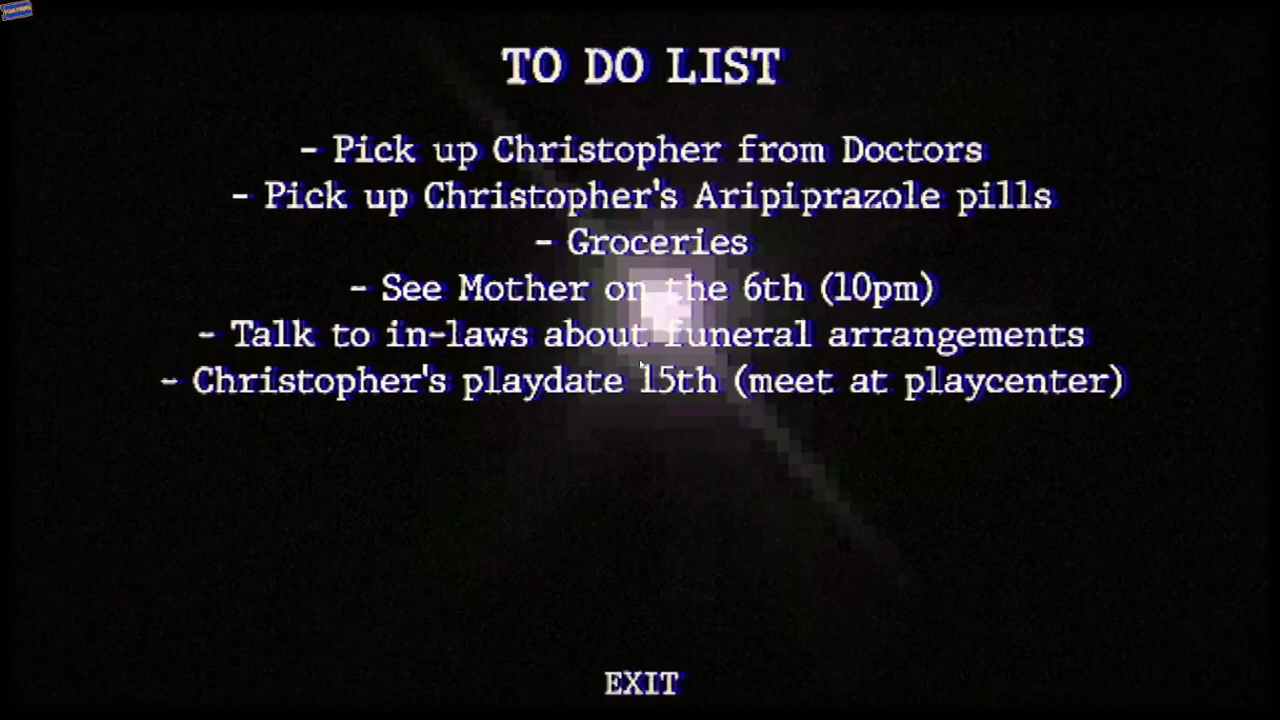 TO DO LIST
- Pick up Christopher from Doctors
- Pick up Christopher's Aripiprazole pills
- Groceries
- See Mother on the 6th (10pm)
- Talk to in-laws about funeral arrangements
- Christopher's playdate 15th (meet at playcenter)
EXIT